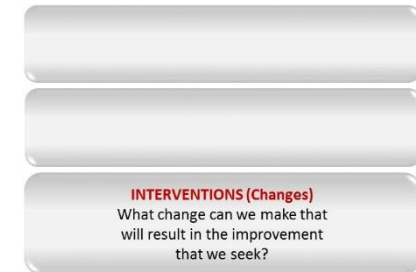 INTERVENTIONS (Changes)
What change can we make that
will result in the improvement
that we seek?